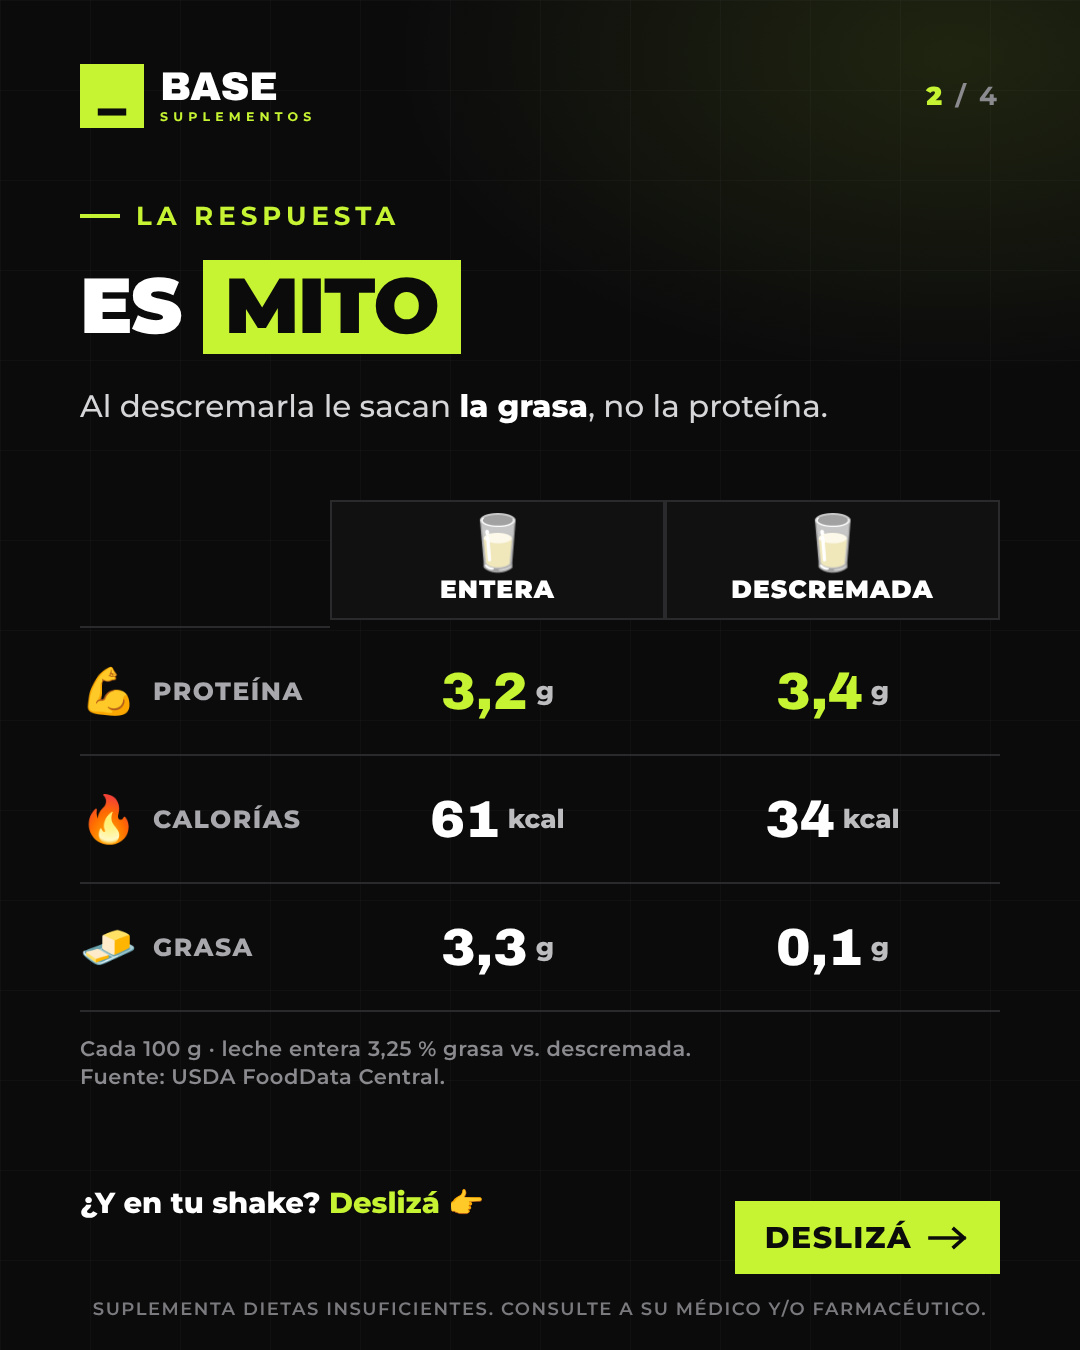 BASE
SUPLEMENTOS
2 / 4
LA RESPUESTA
ES MITO
Al descremarla le sacan la grasa, no la proteína.
ENTERA DESCREMADA
PROTEÍNA 3,2 g 3,4 g
CALORÍAS 61 kcal 34 kcal
GRASA 3,3 g 0,1 g
Cada 100 g · leche entera 3,25 % grasa vs. descremada.
Fuente: USDA FoodData Central.
¿Y en tu shake? Deslizá 👉
DESLIZÁ →
SUPLEMENTA DIETAS INSUFICIENTES. CONSULTE A SU MÉDICO Y/O FARMACÉUTICO.